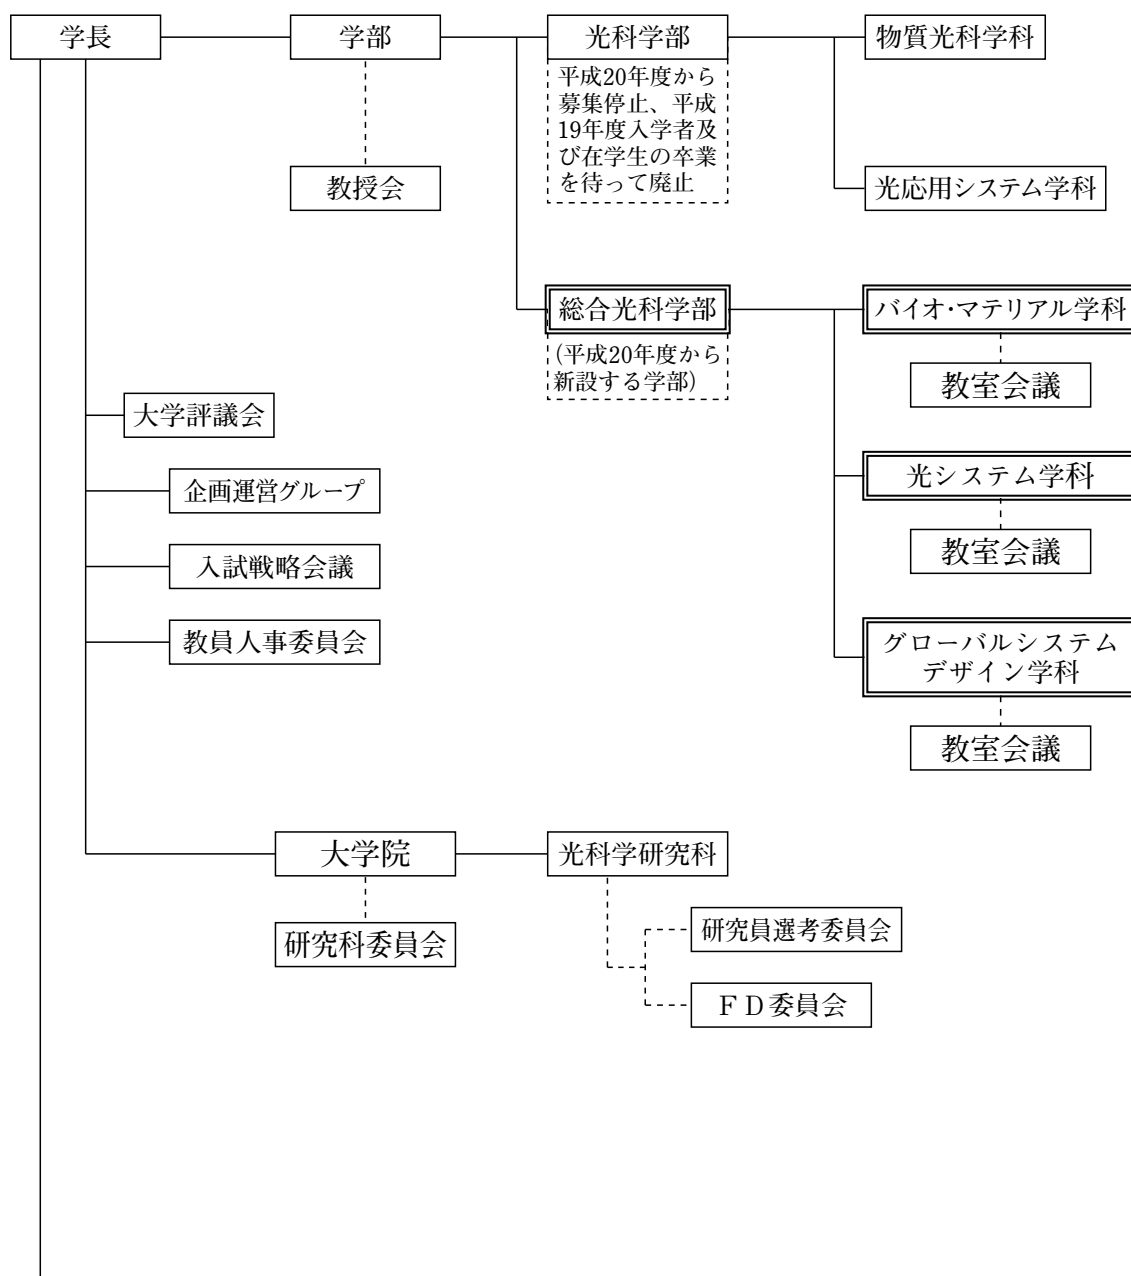 学長
学部
光科学部
物質光科学科
平成20年度から
募集停止、平成
19年度入学者及
び在学生の卒業
を待って廃止
教授会
光応用システム学科
総合光科学部
バイオ・マテリアル学科
(平成20年度から
新設する学部)
教室会議
大学評議会
光システム学科
企画運営グループ
教室会議
入試戦略会議
教員人事委員会
グローバルシステム
デザイン学科
教室会議
大学院
光科学研究科
研究員選考委員会
研究科委員会
ＦＤ委員会